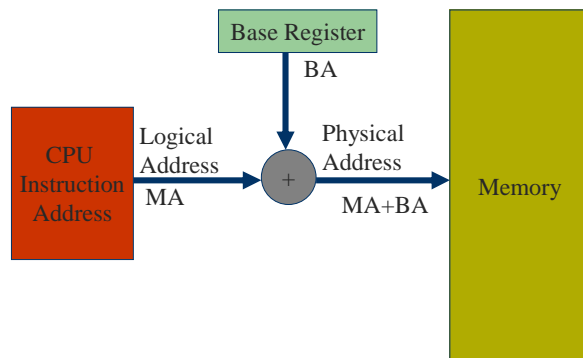 Base Register
BA
Logical
Address
MA
Physical
Address
MA+BA
CPU
Instruction
Address
+
Memory